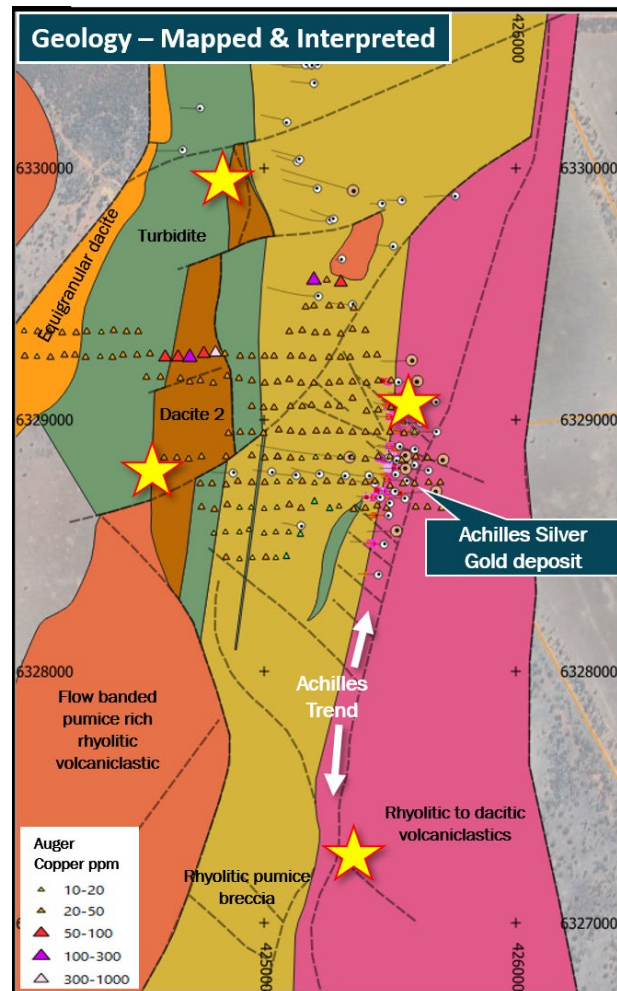 Geology – Mapped & Interpreted
426000
6330000
6330000
Turbidite
Equigranular dacite
6329000
6329000
Dacite 2
Achilles Silver
Gold deposit
6328000
6328000
Achilles
Trend
Flow banded
pumice rich
rhyolitic
volcaniclastic
Rhyolitic to dacitic
volcaniclastics
Rhyolitic pumice
breccia
Auger
Copper ppm
10-20
20-50
50-100
100-300
300-1000
6327000
425000
426000